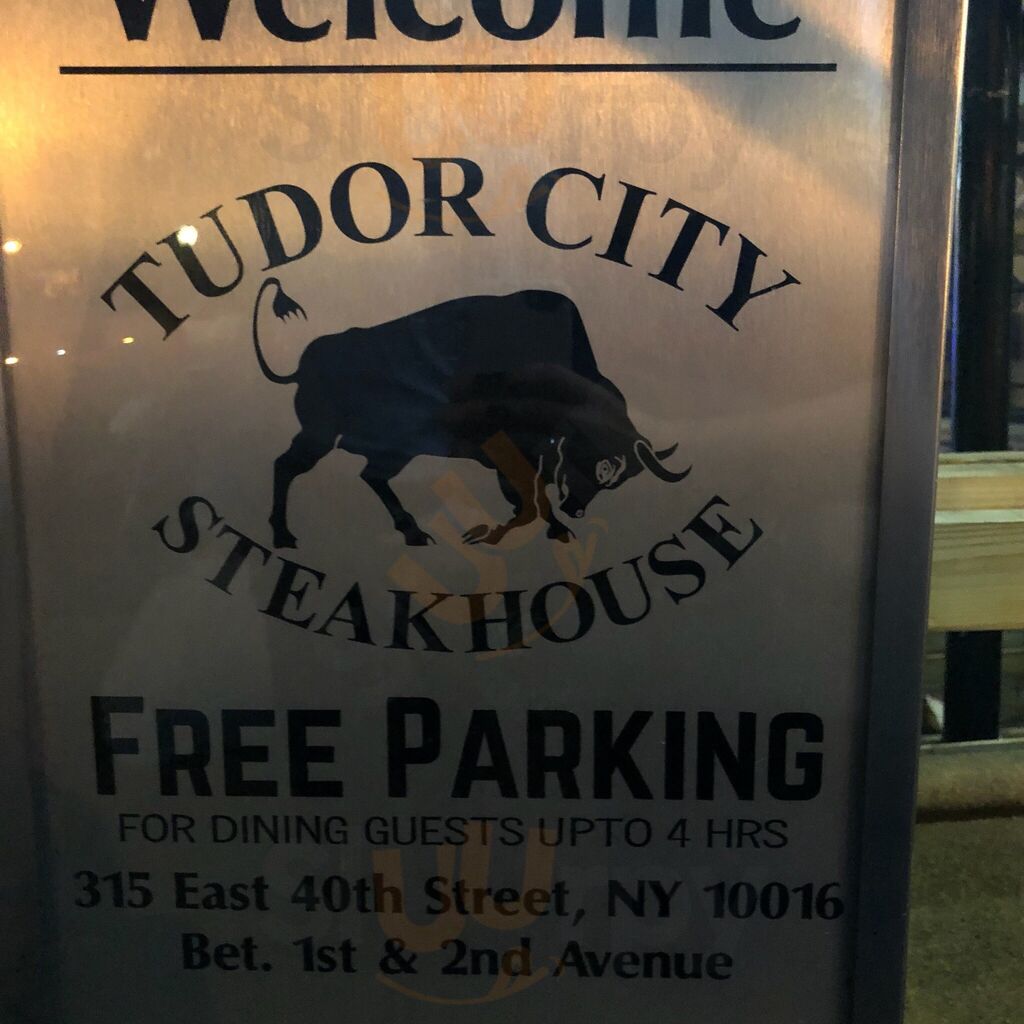 Welcome
TUDOR CITY
STEAKHOUSE
FREE PARKING
FOR DINING GUESTS UPTO 4 HRS
315 East 40th Street, NY 10016
Bet. 1st & 2nd Avenue